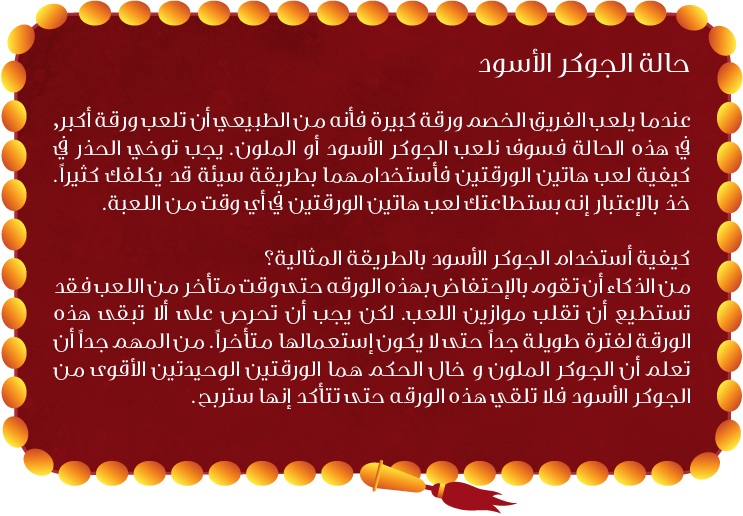 حالة الجوكر الأسود
عندما يلعب الفريق الخصم ورقة كبيرة فأنه من الطبيعي أن تلعب ورقة أكبر,
في هذه الحالة فسوف نلعب الجوكر الأسود أو الملون. يجب توخي الحذر في
كيفية لعب هاتين الورقتين فأستخدامهما بطريقة سيئة قد يكلفك كثيراً.
خذ بالإعتبار إنه بستطاعتك لعب هاتين الورقتين في أي وقت من اللعبة.
كيفية أستخدام الجوكر الأسود بالطريقة المثالية؟
من الذكاء أن تقوم بالإحتفاض بهذه الورقه حتى وقت متأخر من اللعب فقد
تستطيع أن تقلب موازين اللعب. لكن يجب أن تحرص على ألا تبقى هذه
الورقة لفترة طويلة جداً حتى لا يكون إستعمالها متأخراً. من المهم جداً أن
تعلم أن الجوكر الملون و خال الحكم هما الورقتين الوحيدتين الأقوى من
الجوكر الأسود فلا تلقي هذه الورقه حتى تتأكد إنها ستربح.